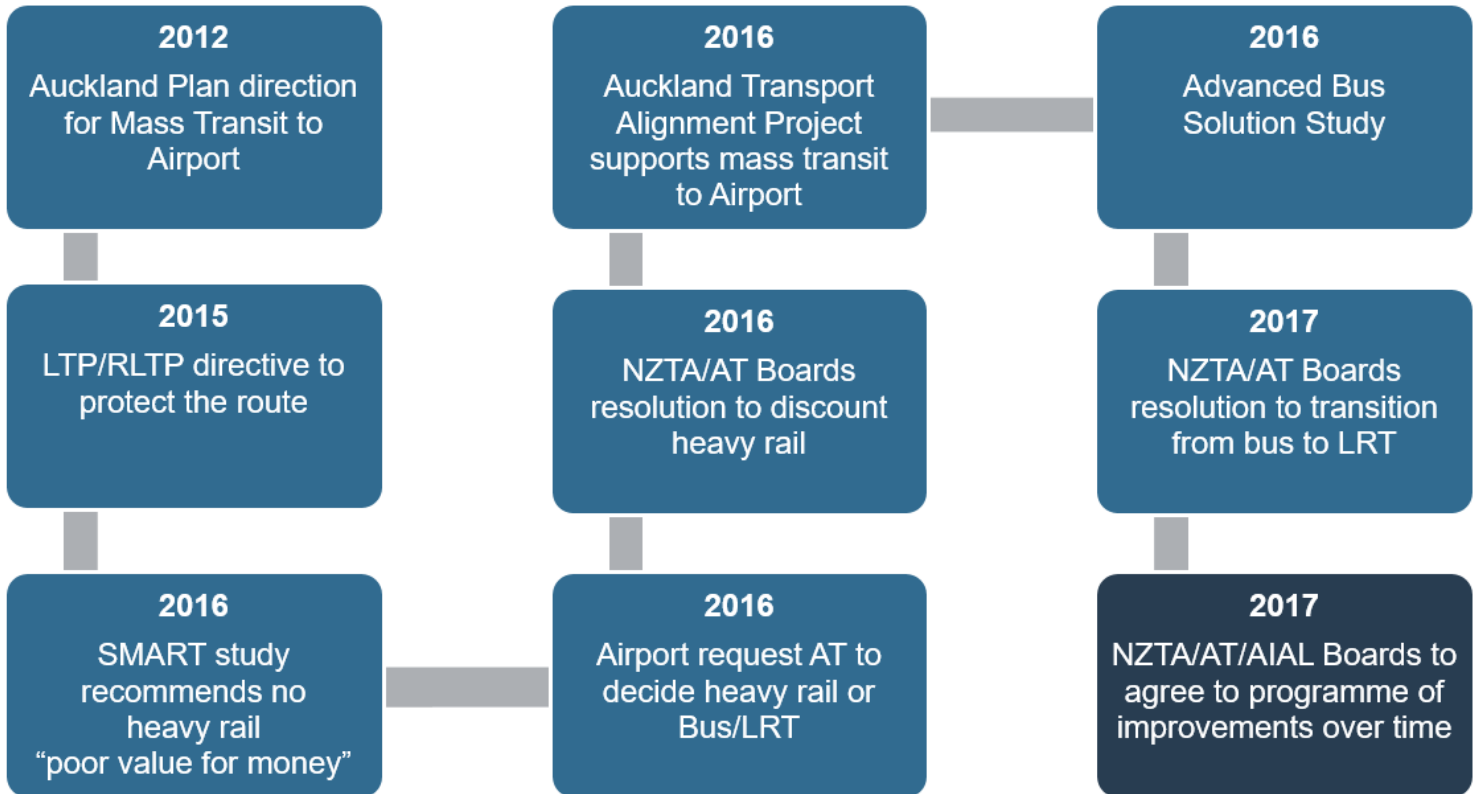 2012
Auckland Plan direction
for Mass Transit to
Airport
2015
LTP/RLTP directive to
protect the route
2016
SMART study
recommends no
heavy rail
“poor value for money”
2016
Airport request AT to
decide heavy rail or
Bus/LRT
2016
NZTA/AT Boards
resolution to discount
heavy rail
2016
Auckland Transport
Alignment Project
supports mass transit
to Airport
2016
Advanced Bus
Solution Study
2017
NZTA/AT Boards
resolution to transition
from bus to LRT
2017
NZTA/AT/AIAL Boards to
agree to programme of
improvements over time